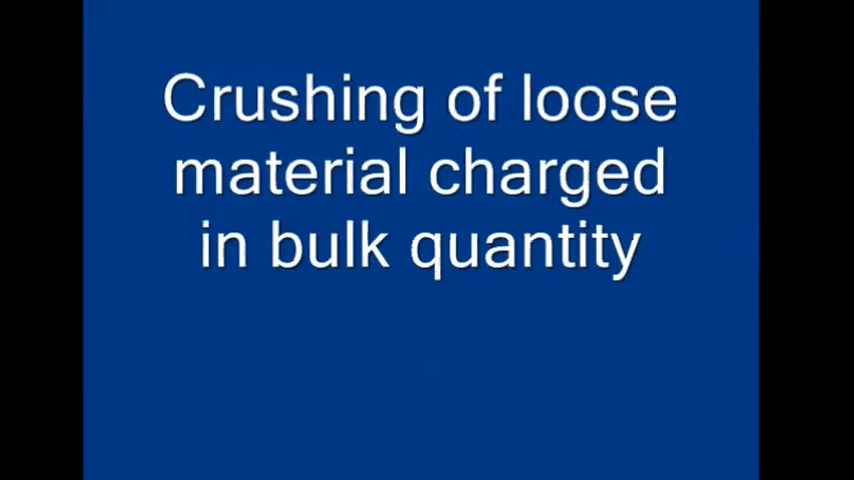 Crushing of loose
material charged
in bulk quantity